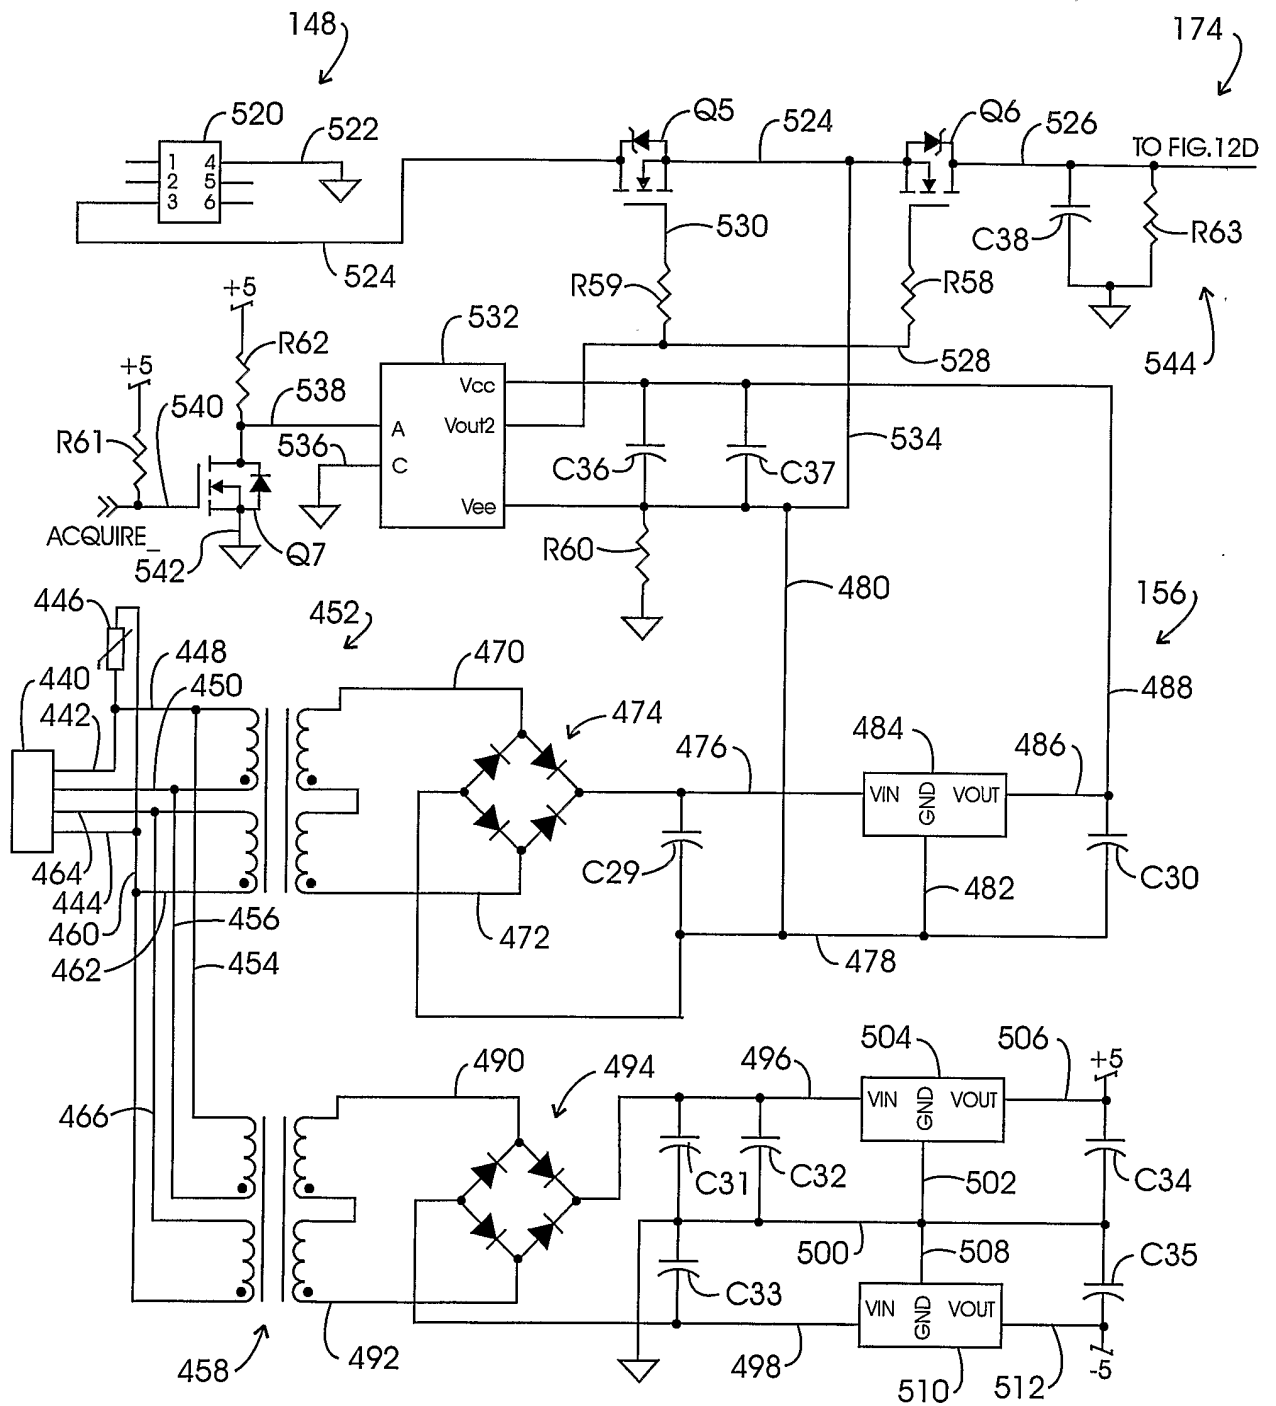 148
174
520
522
Q5
524
Q6
526
TO FIG.12D
1 4
2 5
3 6
530
C38
R63
524
R59
R58
+5
532
R62
528
544
+5
Vcc
540
538
A
Vout2
534
R61
536
C
C36
C37
Vee
ACQUIRE_
542
Q7
R60
480
156
446
452
448
470
440
450
488
442
474
476
484
486
VIN
GND
VOUT
C29
C30
464
444
482
460
456
472
462
454
478
504
506
+5
490
494
496
VIN
GND
VOUT
466
C31
C32
502
C34
500
508
C35
C33
VIN
GND
VOUT
458
492
498
510
512
-5